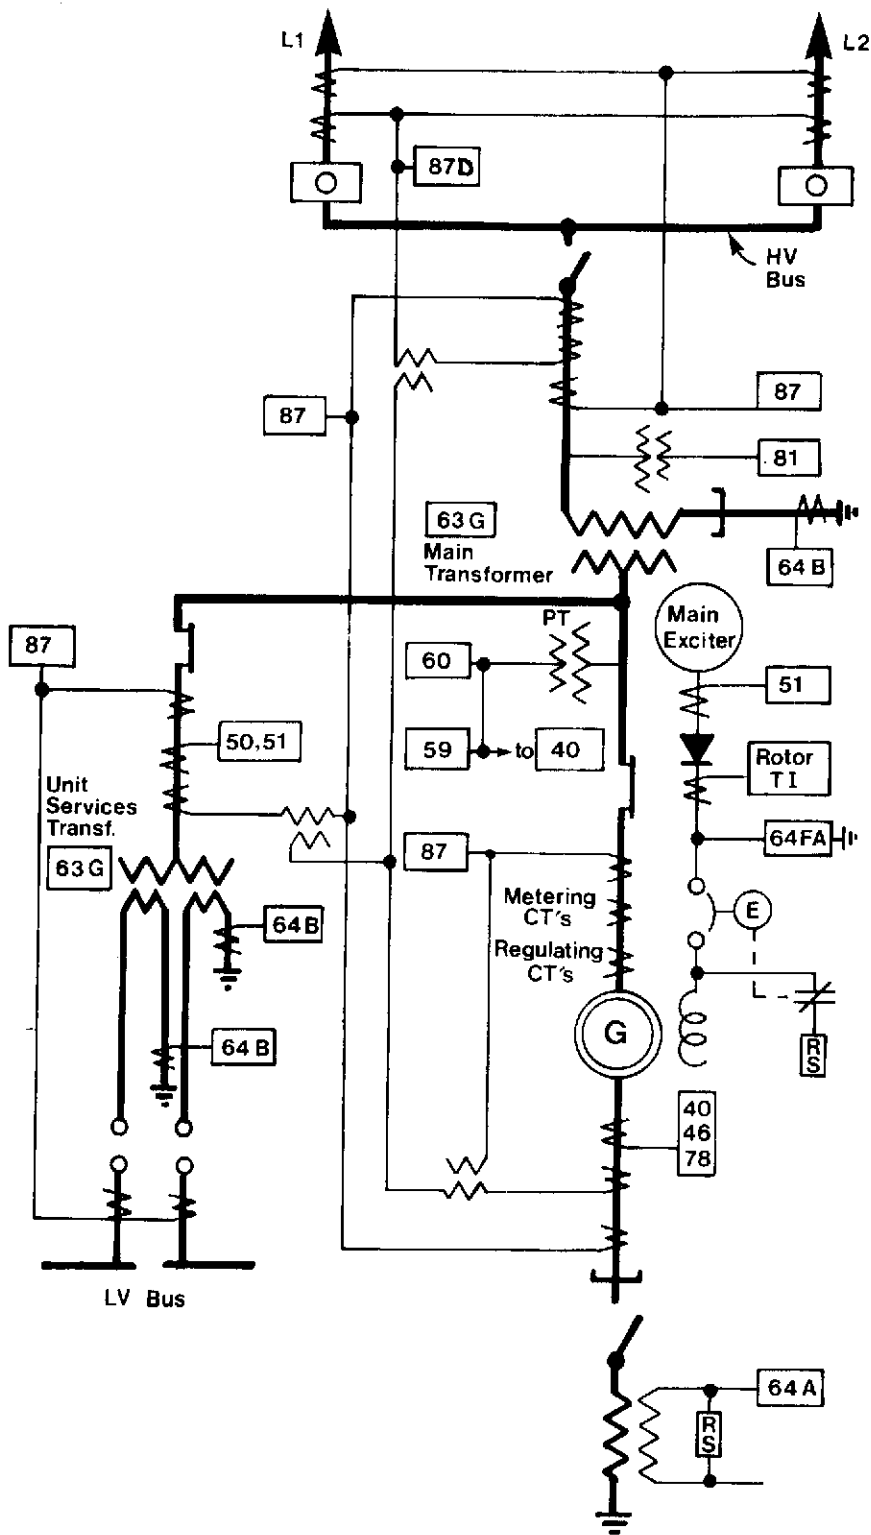 L1
L2
87D
HV
Bus
87
87
81
63G
Main
Transformer
64B
PT
Main
Exciter
87
60
51
50,51
59
to
40
Rotor
TI
Unit
Services
Transf.
87
64FA
63G
Metering
CT's
E
64B
Regulating
CT's
G
64B
RS
40
46
78
LV Bus
64A
RS